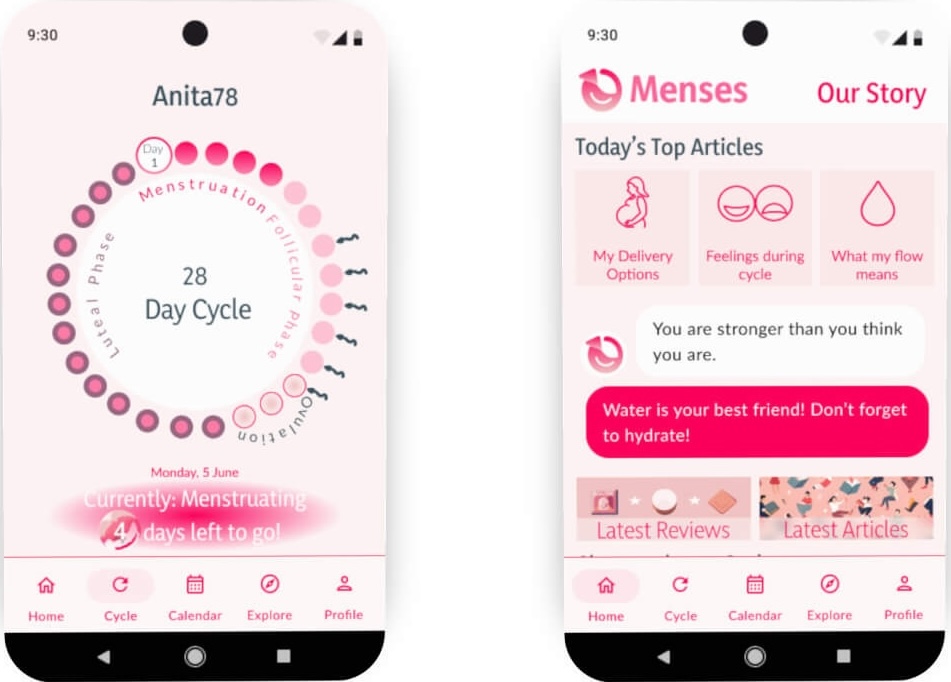 9:30
Anita78
Day
1
Menstruation
Follicular Phase
Ovulation
Luteal Phase
28
Day Cycle
Monday, 5 June
Currently: Menstruating
4 days left to go!
Home
Cycle
Calendar
Explore
Profile
9:30
Menses
Our Story
Today's Top Articles
My Delivery
Options
Feelings during
cycle
What my flow
means
You are stronger than you think
you are.
Water is your best friend! Don't forget
to hydrate!
Latest Reviews
Latest Articles
Home
Cycle
Calendar
Explore
Profile